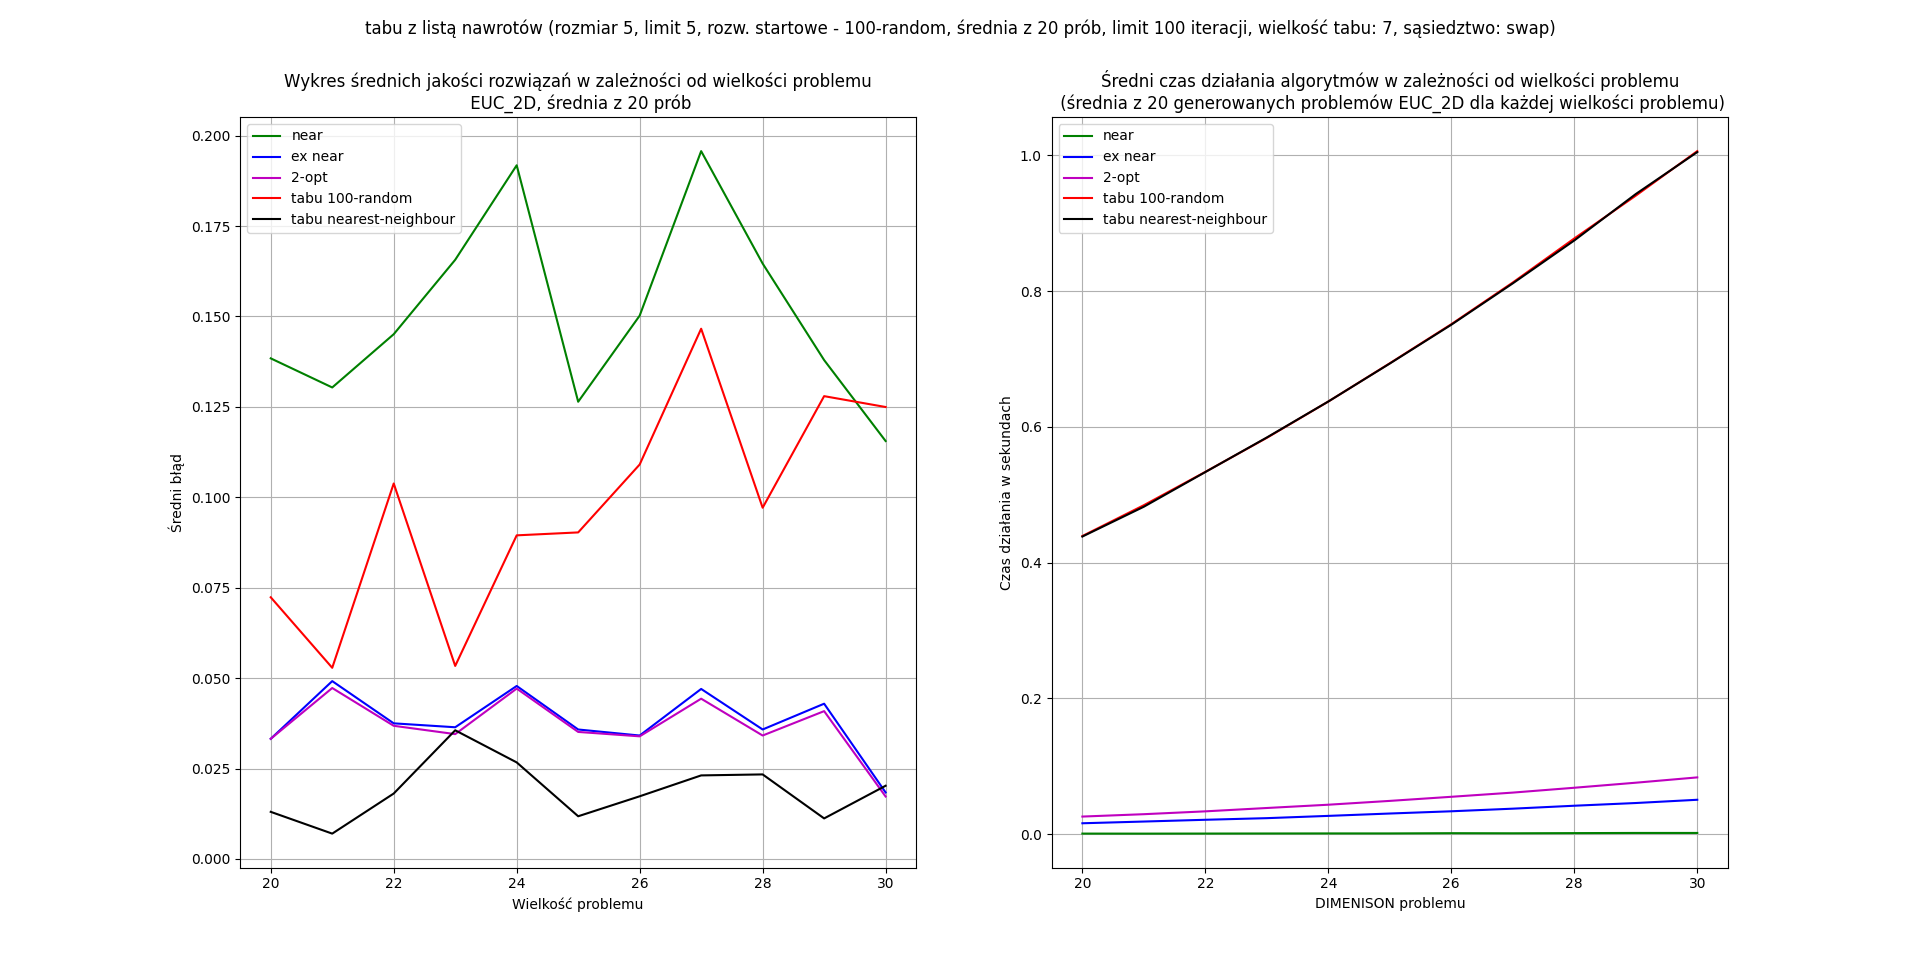 tabu z listą nawrotów (rozmiar 5, limit 5, rozw. startowe - 100-random, średnia z 20 prób, limit 100 iteracji, wielkość tabu: 7, sąsiedztwo: swap)
Wykres średnich jakości rozwiązań w zależności od wielkości problemu
EUC_2D, średnia z 20 prób
near
ex near
2-opt
tabu 100-random
tabu nearest-neighbour
0.200
0.175
0.150
0.125
0.100
0.075
0.050
0.025
0.000
Średni błąd
20 22 24 26 28 30
Wielkość problemu
Średni czas działania algorytmów w zależności od wielkości problemu
(średnia z 20 generowanych problemów EUC_2D dla każdej wielkości problemu)
near
ex near
2-opt
tabu 100-random
tabu nearest-neighbour
1.0
0.8
0.6
0.4
0.2
0.0
Czas działania w sekundach
20 22 24 26 28 30
DIMENISON problemu